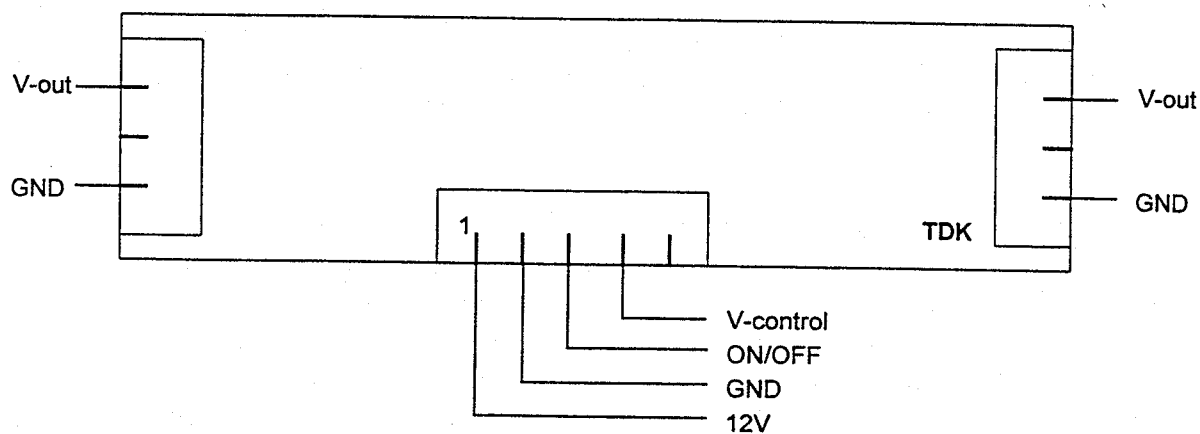 V-out
GND
1
TDK
V-out
GND
V-control
ON/OFF
GND
12V